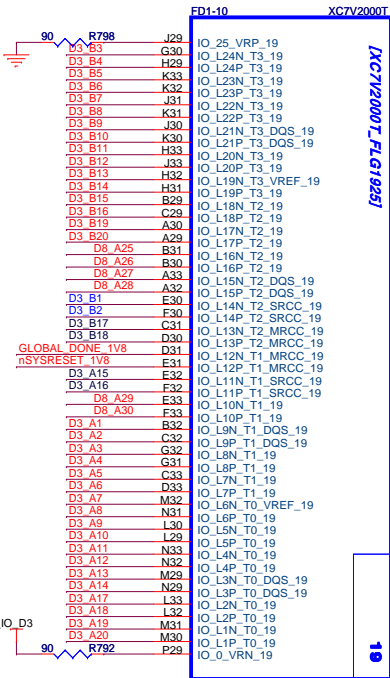 FD1-10 XC7V2000T
90 R798 J29 IO_25_VRP_19
D3_B3 G30 IO_L24N_T3_19
D3_B4 H29 IO_L24P_T3_19
D3_B5 K33 IO_L23N_T3_19
D3_B6 K32 IO_L23P_T3_19
D3_B7 J31 IO_L22N_T3_19
D3_B8 K31 IO_L22P_T3_19
D3_B9 J30 IO_L21N_T3_DQS_19
D3_B10 K30 IO_L21P_T3_DQS_19
D3_B11 H33 IO_L20N_T3_19
D3_B12 J33 IO_L20P_T3_19
D3_B13 H32 IO_L19N_T3_VREF_19
D3_B14 H31 IO_L19P_T3_19
D3_B15 B29 IO_L18N_T2_19
D3_B16 C29 IO_L18P_T2_19
D3_B19 A30 IO_L17N_T2_19
D3_B20 A29 IO_L17P_T2_19
D8_A25 B31 IO_L16N_T2_19
D8_A26 B30 IO_L16P_T2_19
D8_A27 A33 IO_L15N_T2_DQS_19
D8_A28 A32 IO_L15P_T2_DQS_19
D3_B1 E30 IO_L14N_T2_SRCC_19
D3_B2 F30 IO_L14P_T2_SRCC_19
D3_B17 C31 IO_L13N_T2_MRCC_19
D3_B18 D30 IO_L13P_T2_MRCC_19
GLOBAL_DONE_1V8 D31 IO_L12N_T1_MRCC_19
nSYSRESET_1V8 E31 IO_L12P_T1_MRCC_19
D3_A15 E32 IO_L11N_T1_SRCC_19
D3_A16 F32 IO_L11P_T1_SRCC_19
D8_A29 E33 IO_L10N_T1_19
D8_A30 F33 IO_L10P_T1_19
D3_A1 B32 IO_L9N_T1_DQS_19
D3_A2 C32 IO_L9P_T1_DQS_19
D3_A3 G32 IO_L8N_T1_19
D3_A4 G31 IO_L8P_T1_19
D3_A5 C33 IO_L7N_T1_19
D3_A6 D33 IO_L7P_T1_19
D3_A7 M32 IO_L6N_T0_VREF_19
D3_A8 N31 IO_L6P_T0_19
D3_A9 L30 IO_L5N_T0_19
D3_A10 L29 IO_L5P_T0_19
D3_A11 N33 IO_L4N_T0_19
D3_A12 N32 IO_L4P_T0_19
D3_A13 M29 IO_L3N_T0_DQS_19
D3_A14 N29 IO_L3P_T0_DQS_19
D3_A17 L33 IO_L2N_T0_19
D3_A18 L32 IO_L2P_T0_19
IO_D3 D3_A19 M31 IO_L1N_T0_19
D3_A20 M30 IO_L1P_T0_19
90 R792 P29 IO_0_VRN_19
[XC7V2000T_FLG1925]
19